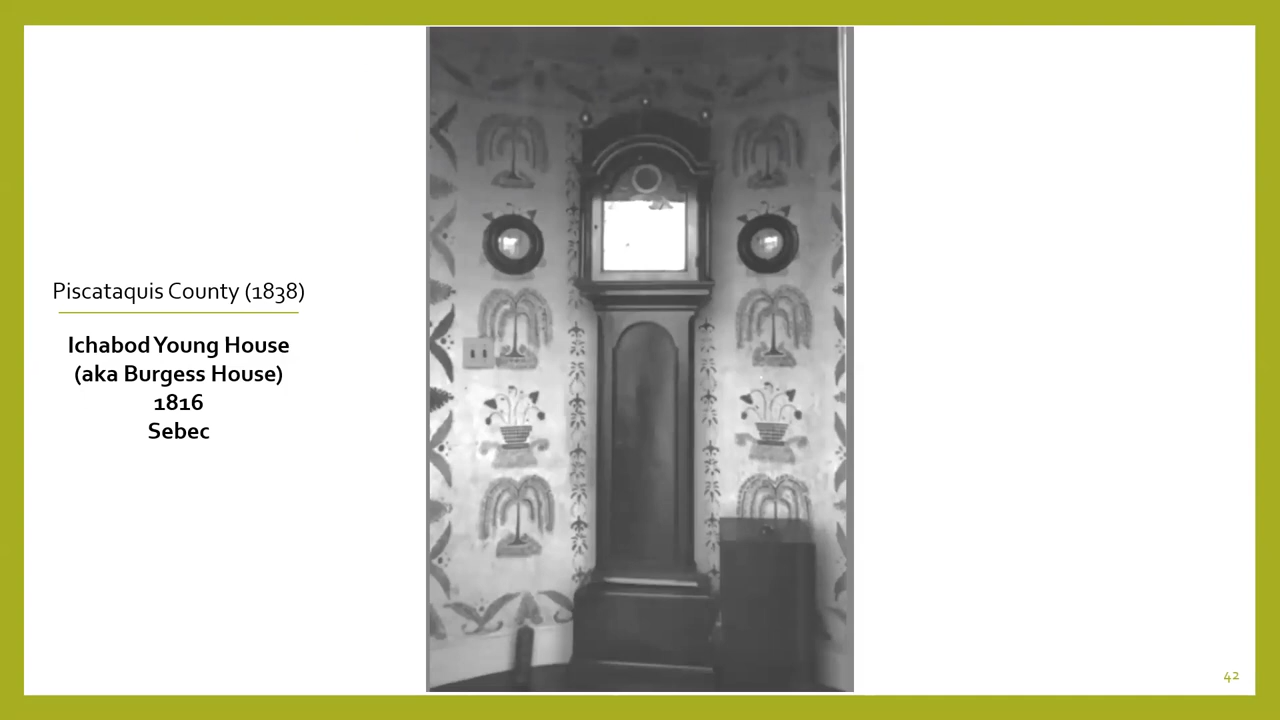 Piscataquis County (1838)
Ichabod Young House
(aka Burgess House)
1816
Sebec
42